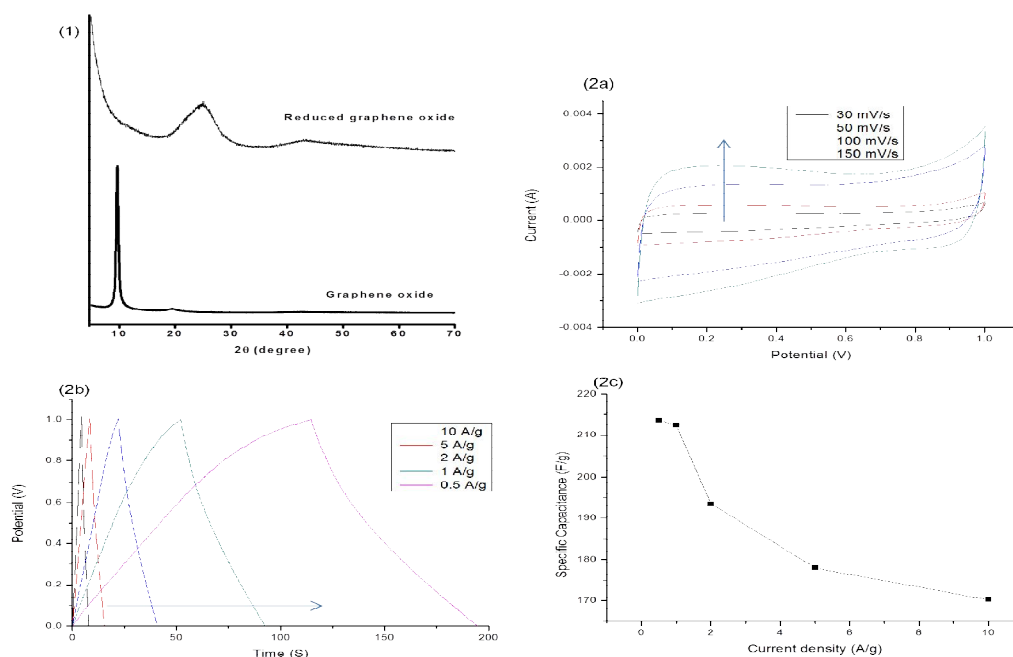 (1)
Reduced graphene oxide
Graphene oxide
10 20 30 40 50 60 70
2θ (degree)
(2a)
30 mV/s
50 mV/s
100 mV/s
150 mV/s
0.004
0.002
0.000
-0.002
-0.004
Current (A)
0.0 0.2 0.4 0.6 0.8 1.0
Potential (V)
(2b)
10 A/g
5 A/g
2 A/g
1 A/g
0.5 A/g
1.0
0.8
0.6
0.4
0.2
0.0
Potential (V)
0 50 100 150 200
Time (S)
(2c)
220
210
200
190
180
170
Specific Capacitance (F/g)
0 2 4 6 8 10
Current density (A/g)